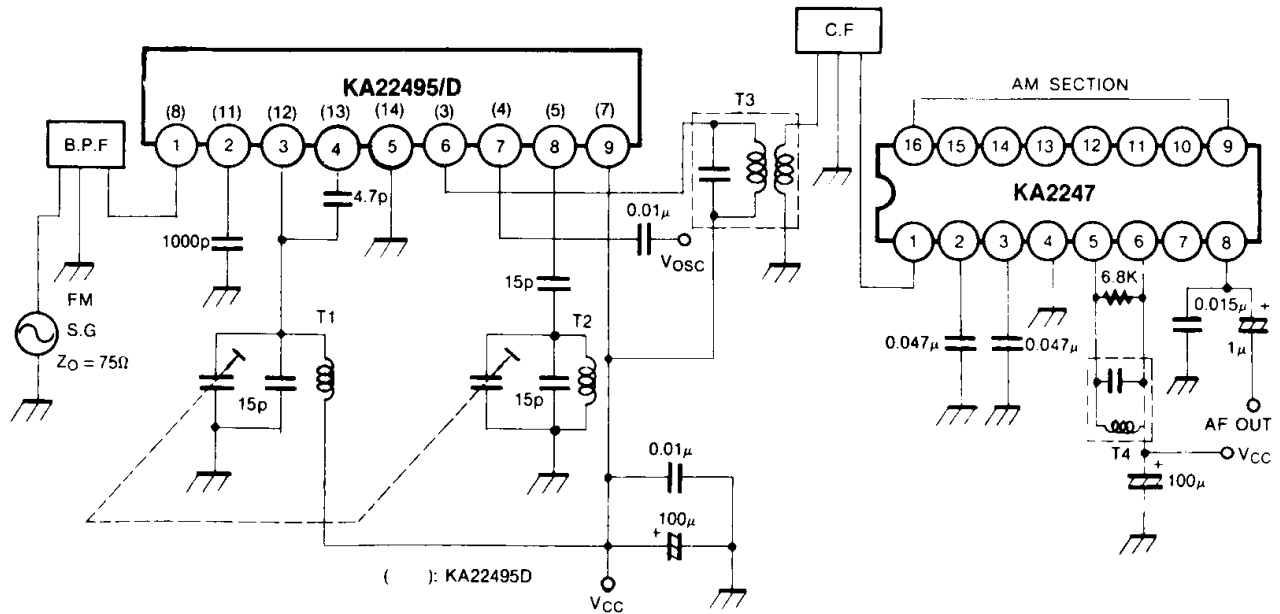 C.F
KA22495/D
(8) (11) (12) (13) (14) (3) (4) (5) (7)
1 2 3 4 5 6 7 8 9
B.P.F
T3
AM SECTION
16 15 14 13 12 11 10 9
KA2247
1 2 3 4 5 6 7 8
4.7p
0.01μ
VOSC
1000p
15p
6.8K
0.015μ
+
1μ
FM
S.G
ZO = 75Ω
T1
T2
0.047μ
0.047μ
15p
15p
AF OUT
T4
VCC
+
100μ
0.01μ
100μ
+
( ): KA22495D
VCC